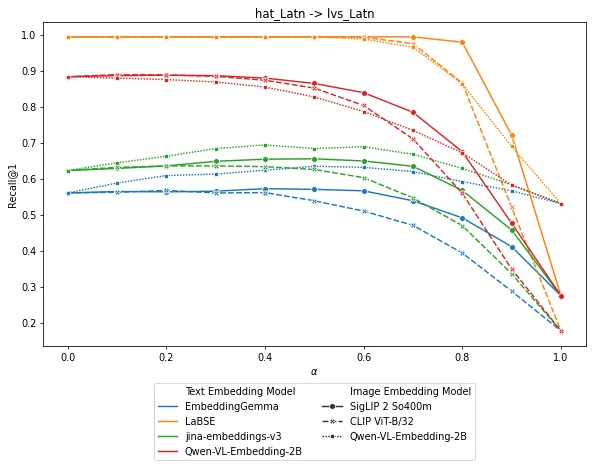 hat_Latn -> lvs_Latn
Recall@1
1.0
0.9
0.8
0.7
0.6
0.5
0.4
0.3
0.2
0.0 0.2 0.4 0.6 0.8 1.0
α
Text Embedding Model Image Embedding Model
EmbeddingGemma SigLIP 2 So400m
LaBSE CLIP ViT-B/32
jina-embeddings-v3 Qwen-VL-Embedding-2B
Qwen-VL-Embedding-2B